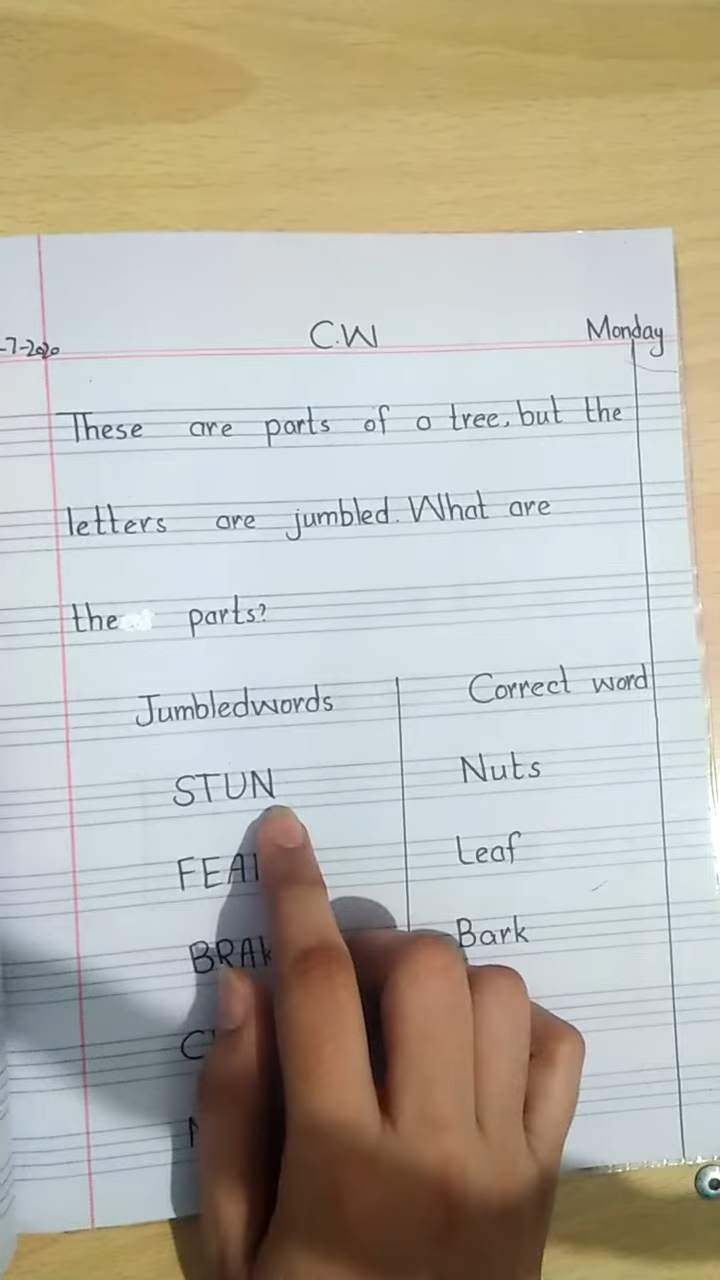 -7-2020 C.W Monday
These are parts of a tree, but the
letters are jumbled. What are
the parts?
Jumbledwords Correct word
STUN Nuts
Leaf
Bark